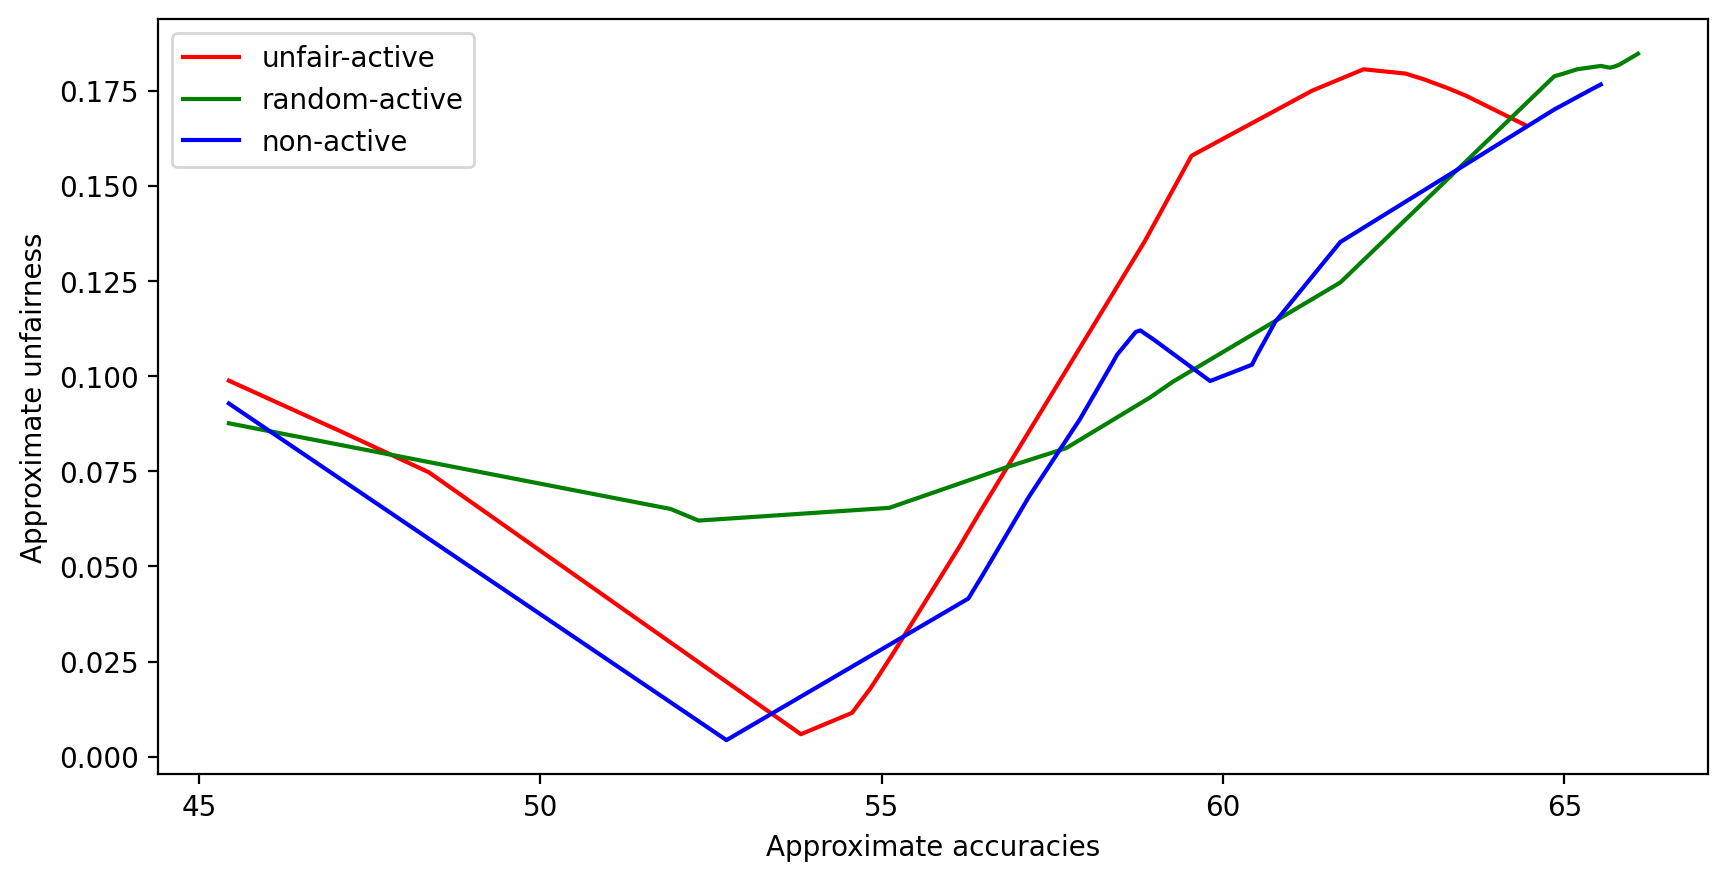 unfair-active
random-active
non-active
0.175
0.150
0.125
0.100
0.075
0.050
0.025
0.000
Approximate unfairness
45 50 55 60 65
Approximate accuracies